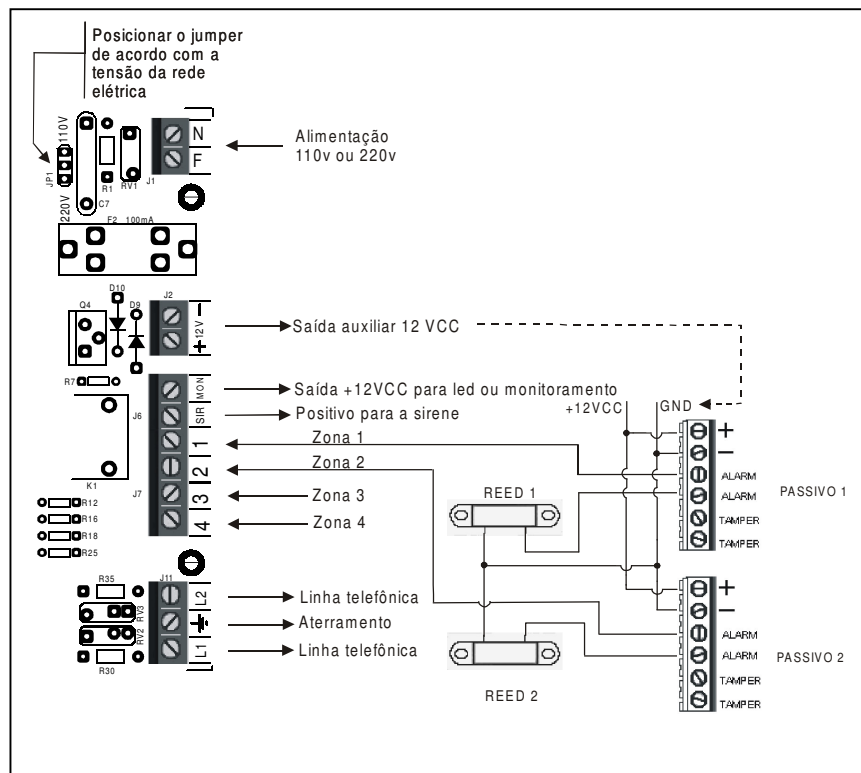 Posicionar o jumper
de acordo com a
tensão da rede
elétrica
110V
JP1
220V
C7
R1
RV1
J1
N
F
Alimentação
110v ou 220v
F2 100mA
D10
D9
Q4
J2
12V
-
+
Saída auxiliar 12 VCC
R7
MON
Saída +12VCC para led ou monitoramento
J6
SIR
Positivo para a sirene
+12VCC
GND
K1
J7
1
Zona 1
2
Zona 2
3
Zona 3
4
Zona 4
R12
R16
R18
R25
REED 1
+
-
ALARM
ALARM
TAMPER
TAMPER
PASSIVO 1
R35
RV3
RV2
R30
J11
L2
Linha telefônica
Aterramento
L1
Linha telefônica
REED 2
+
-
ALARM
ALARM
TAMPER
TAMPER
PASSIVO 2